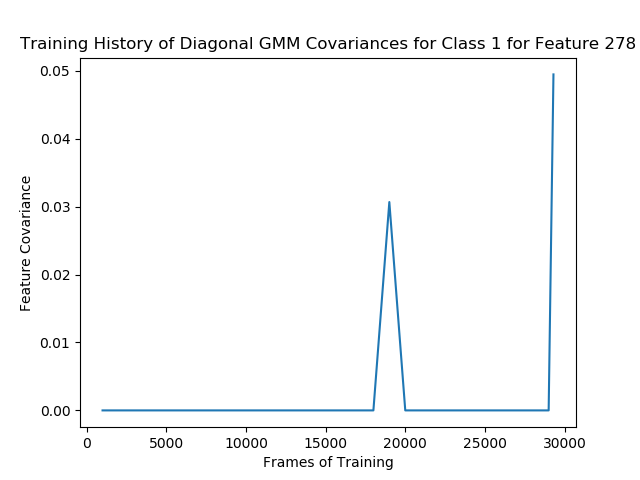 Training History of Diagonal GMM Covariances for Class 1 for Feature 278
0.05
0.04
0.03
0.02
0.01
0.00
Feature Covariance
0 5000 10000 15000 20000 25000 30000
Frames of Training